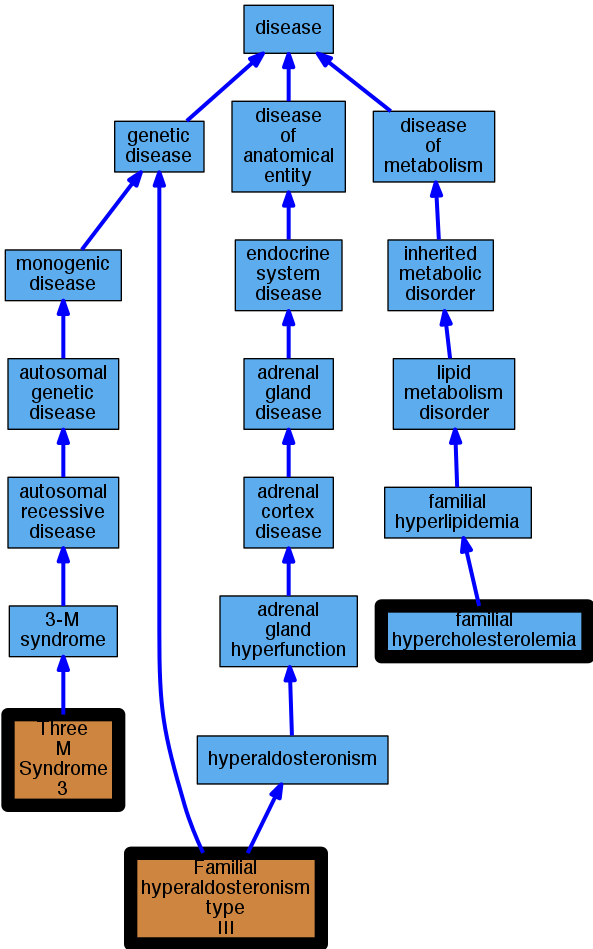 disease
genetic
disease
disease
of
anatomical
entity
disease
of
metabolism
monogenic
disease
endocrine
system
disease
inherited
metabolic
disorder
autosomal
genetic
disease
adrenal
gland
disease
lipid
metabolism
disorder
autosomal
recessive
disease
adrenal
cortex
disease
familial
hyperlipidemia
3-M
syndrome
adrenal
gland
hyperfunction
familial
hypercholesterolemia
Three
M
Syndrome
3
hyperaldosteronism
Familial
hyperaldosteronism
type
III